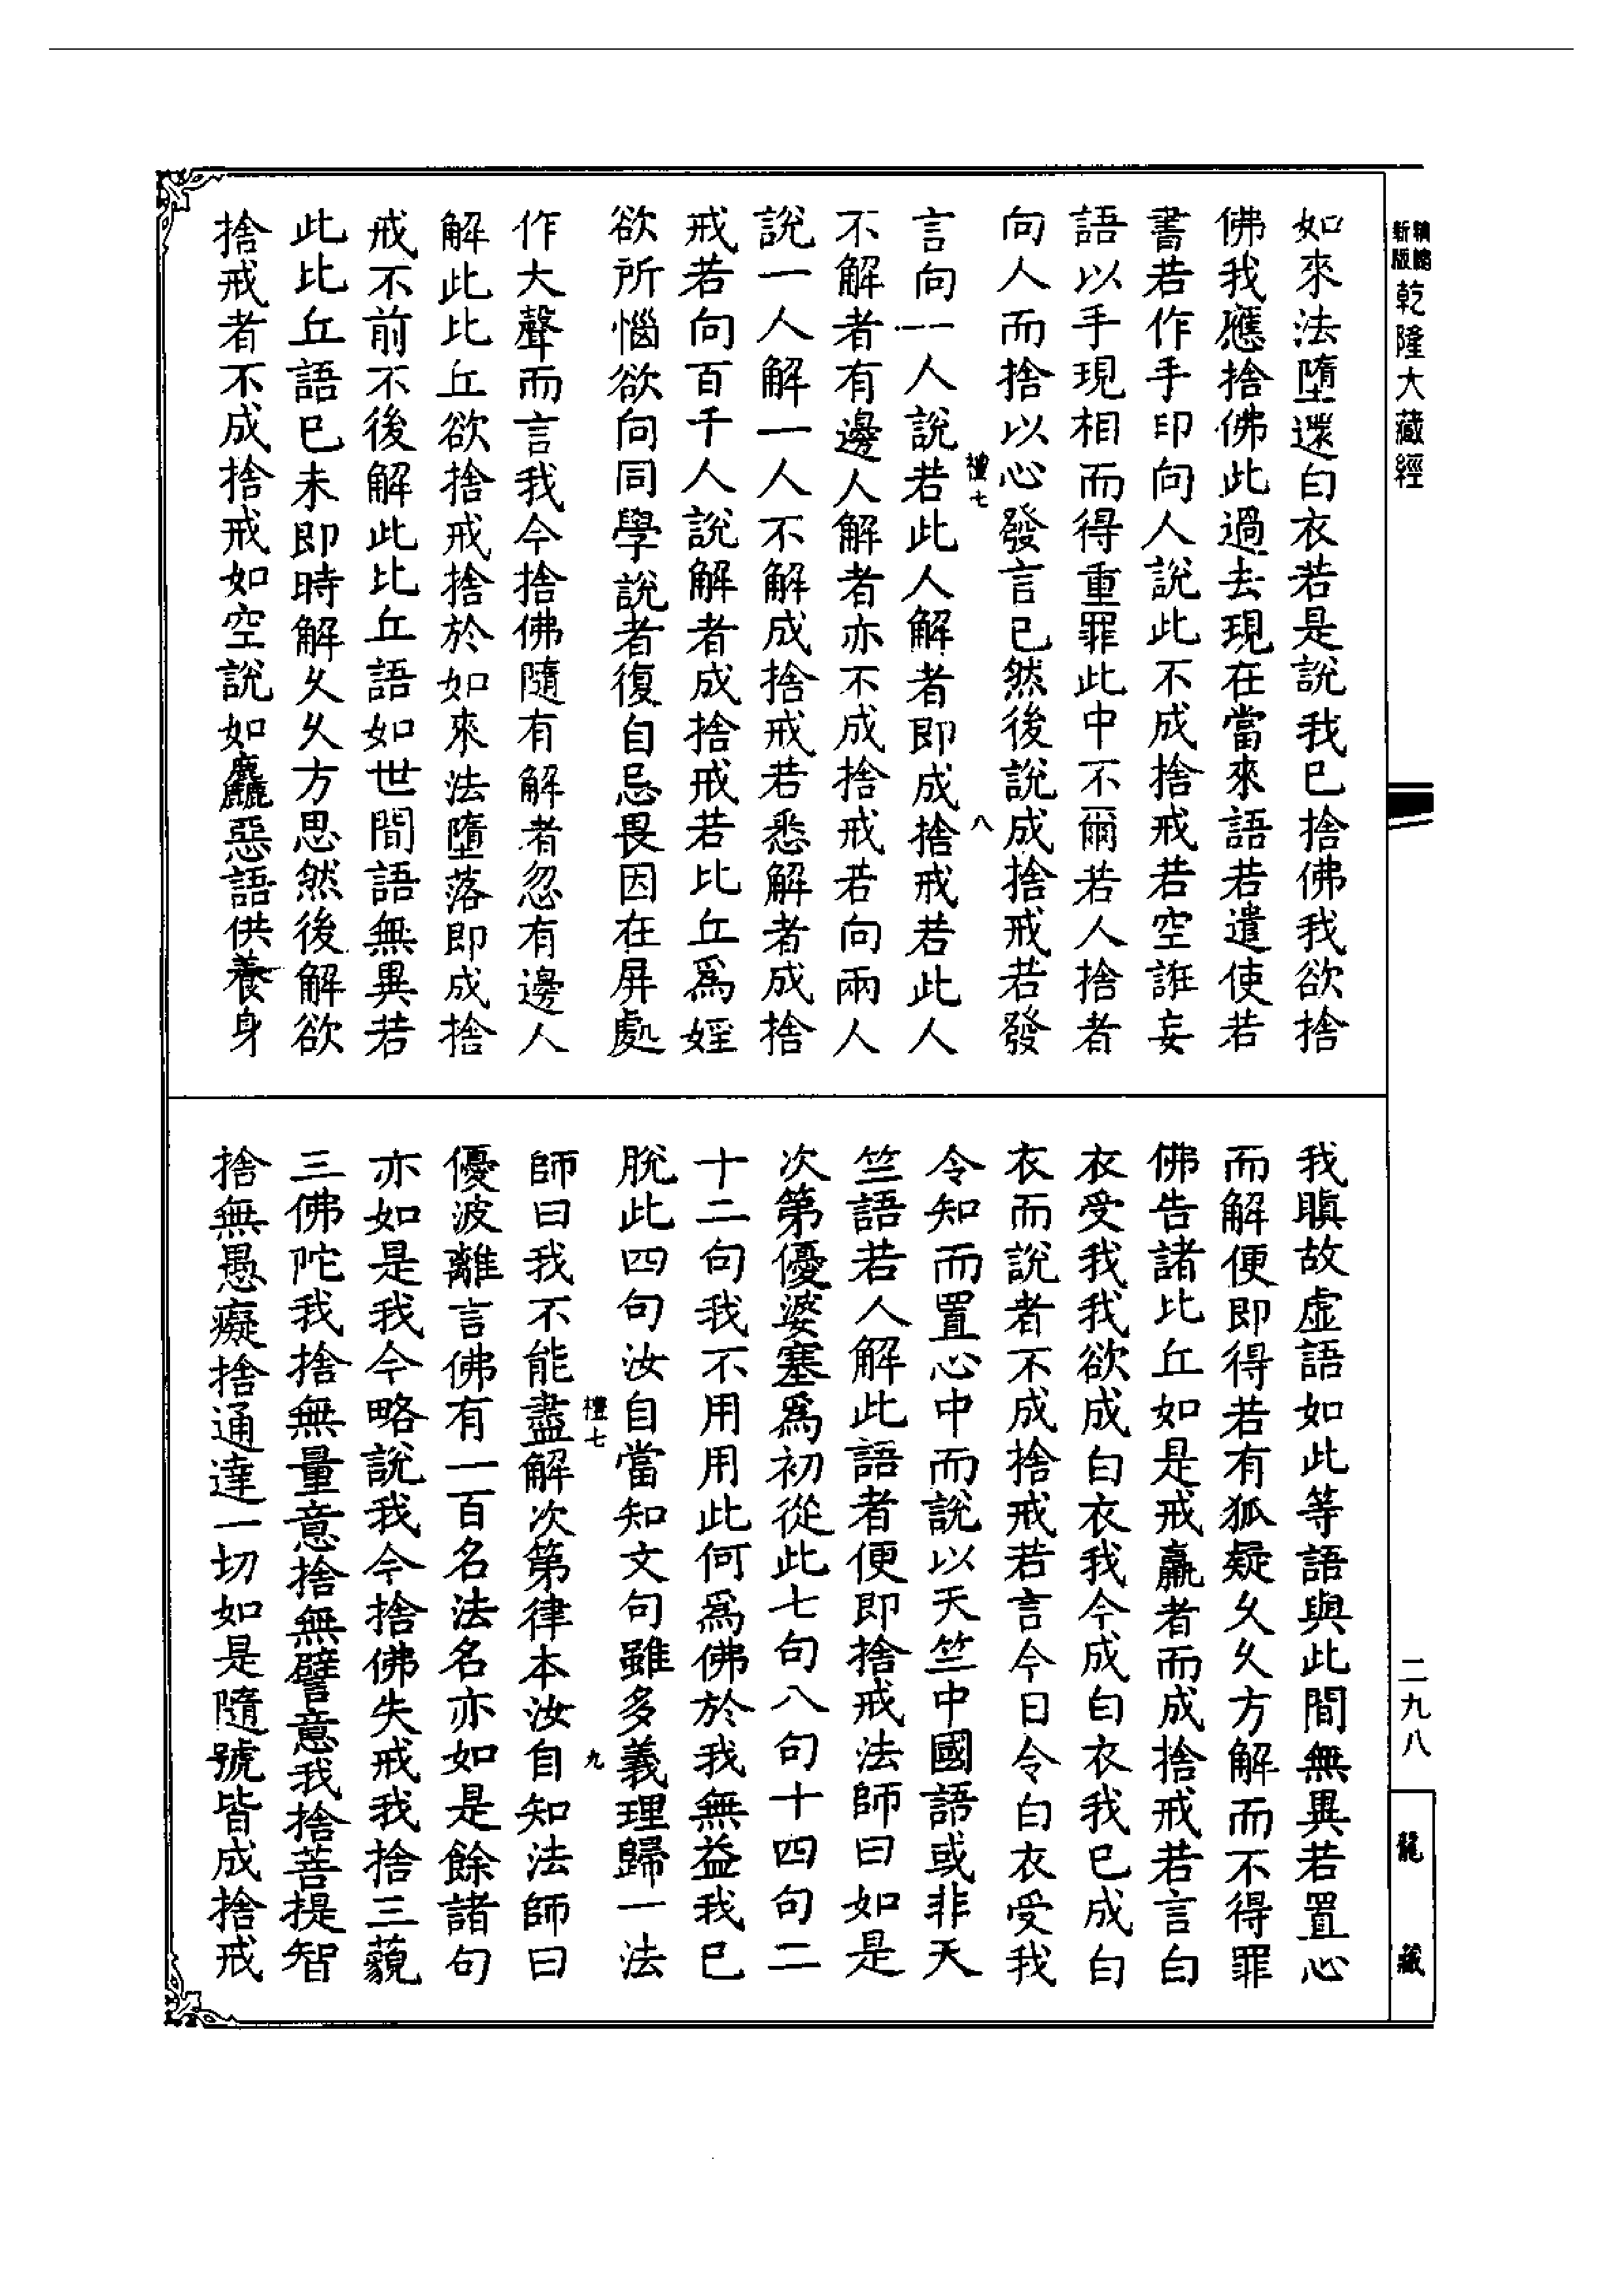 新版
乾隆大藏經
二九八
龍藏
如來法墮還白衣若是說我已捨佛我欲捨
佛我應捨佛此過去現在當來語若遣使若
書若作手印向人說此不成捨戒若空誑妄
語以手現相而得重罪此中不爾若人捨者
向人而捨以心發言已然後說成捨戒若發
禮七
八
言向一人說若此人解者即成捨戒若此人
不解者有邊人解者亦不成捨戒若向兩人
說一人解一人不解成捨戒若悉解者成捨
戒若向百千人說解者成捨戒若比丘爲婬
欲所惱欲向同學說者復自忌畏因在屏處
作大聲而言我今捨佛隨有解者忽有邊人
解此比丘欲捨戒捨於如來法墮落即成捨
戒不前不後解此比丘語如世間語無異若
此比丘語已未即時解久久方思然後解欲
捨戒者不成捨戒如空說如麤惡語供養身
我瞋故虛語如此等語與此間無異若置心
而解便即得若有狐疑久久方解而不得罪
佛告諸比丘如是戒羸者而成捨戒若言白
衣受我我欲成白衣我今成白衣我已成白
衣而說者不成捨戒若言今日令白衣受我
令知而置心中而說以天竺中國語或非天
竺語若人解此語者便即捨戒法師曰如是
次第優婆塞爲初從此七句八句十四句二
十二句我不用用此何爲佛於我無益我已
脫此四句汝自當知文句雖多義理歸一法
禮七
九
師曰我不能盡解次第律本汝自知法師曰
優波離言佛有一百名法名亦如是餘諸句
亦如是我今略說我今捨佛失戒我捨三藐
三佛陀我捨無量意捨無譬意我捨菩提智
捨無愚癡捨通達一切如是隨號皆成捨戒